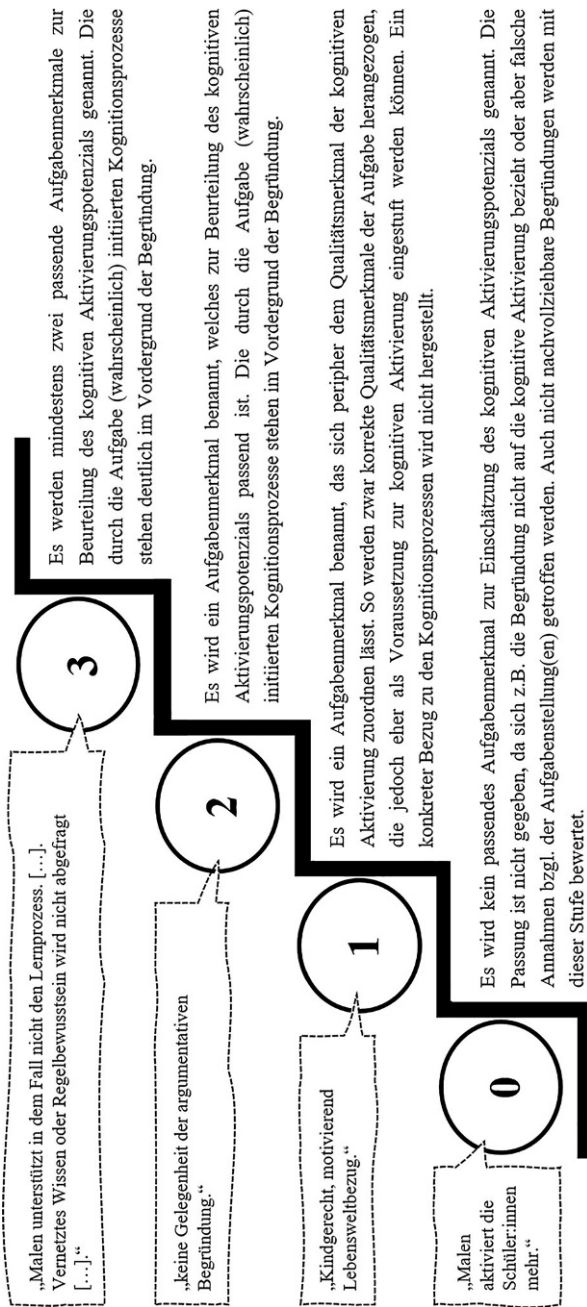 „Malen unterstützt in dem Fall nicht den Lernprozess. […].
Vernetztes Wissen oder Regelbewusstsein wird nicht abgefragt
[…].“
3
Es werden mindestens zwei passende Aufgabenmerkmale zur
Beurteilung des kognitiven Aktivierungspotenzials genannt. Die
durch die Aufgabe (wahrscheinlich) initiierten Kognitionsprozesse
stehen deutlich im Vordergrund der Begründung.
„keine Gelegenheit der argumentativen
Begründung.“
2
Es wird ein Aufgabenmerkmal benannt, welches zur Beurteilung des kognitiven
Aktivierungspotenzials passend ist. Die durch die Aufgabe (wahrscheinlich)
initiierten Kognitionsprozesse stehen im Vordergrund der Begründung.
„Kindgerecht, motivierend
Lebensweltbezug.“
1
Es wird ein Aufgabenmerkmal benannt, das sich peripher dem Qualitätsmerkmal der kognitiven
Aktivierung zuordnen lässt. So werden zwar korrekte Qualitätsmerkmale der Aufgabe herangezogen,
die jedoch eher als Voraussetzung zur kognitiven Aktivierung eingestuft werden können. Ein
konkreter Bezug zu den Kognitionsprozessen wird nicht hergestellt.
„Malen
aktiviert die
Schüler:innen
mehr.“
0
Es wird kein passendes Aufgabenmerkmal zur Einschätzung des kognitiven Aktivierungspotenzials genannt. Die
Passung ist nicht gegeben, da sich z.B. die Begründung nicht auf die kognitive Aktivierung bezieht oder aber falsche
Annahmen bzgl. der Aufgabenstellung(en) getroffen werden. Auch nicht nachvollziehbare Begründungen werden mit
dieser Stufe bewertet.